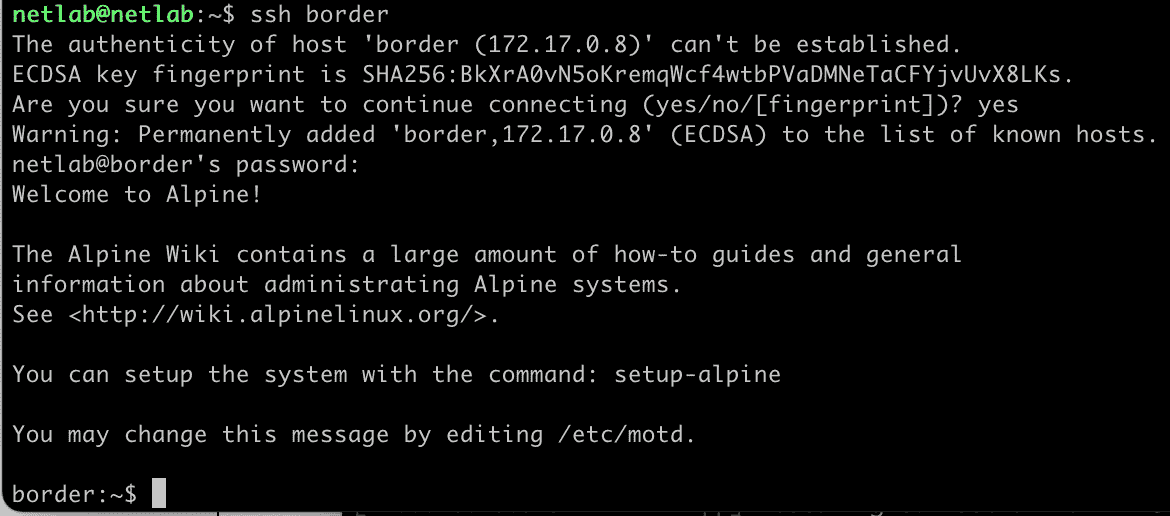 netlab@netlab:~$ ssh border
The authenticity of host 'border (172.17.0.8)' can't be established.
ECDSA key fingerprint is SHA256:BkXrA0vN5oKremqWcf4wtbPVaDMNeTaCFYjvUvX8LKs.
Are you sure you want to continue connecting (yes/no/[fingerprint])? yes
Warning: Permanently added 'border,172.17.0.8' (ECDSA) to the list of known hosts.
netlab@border's password:
Welcome to Alpine!
The Alpine Wiki contains a large amount of how-to guides and general
information about administrating Alpine systems.
See <http://wiki.alpinelinux.org/>.
You can setup the system with the command: setup-alpine
You may change this message by editing /etc/motd.
border:~$